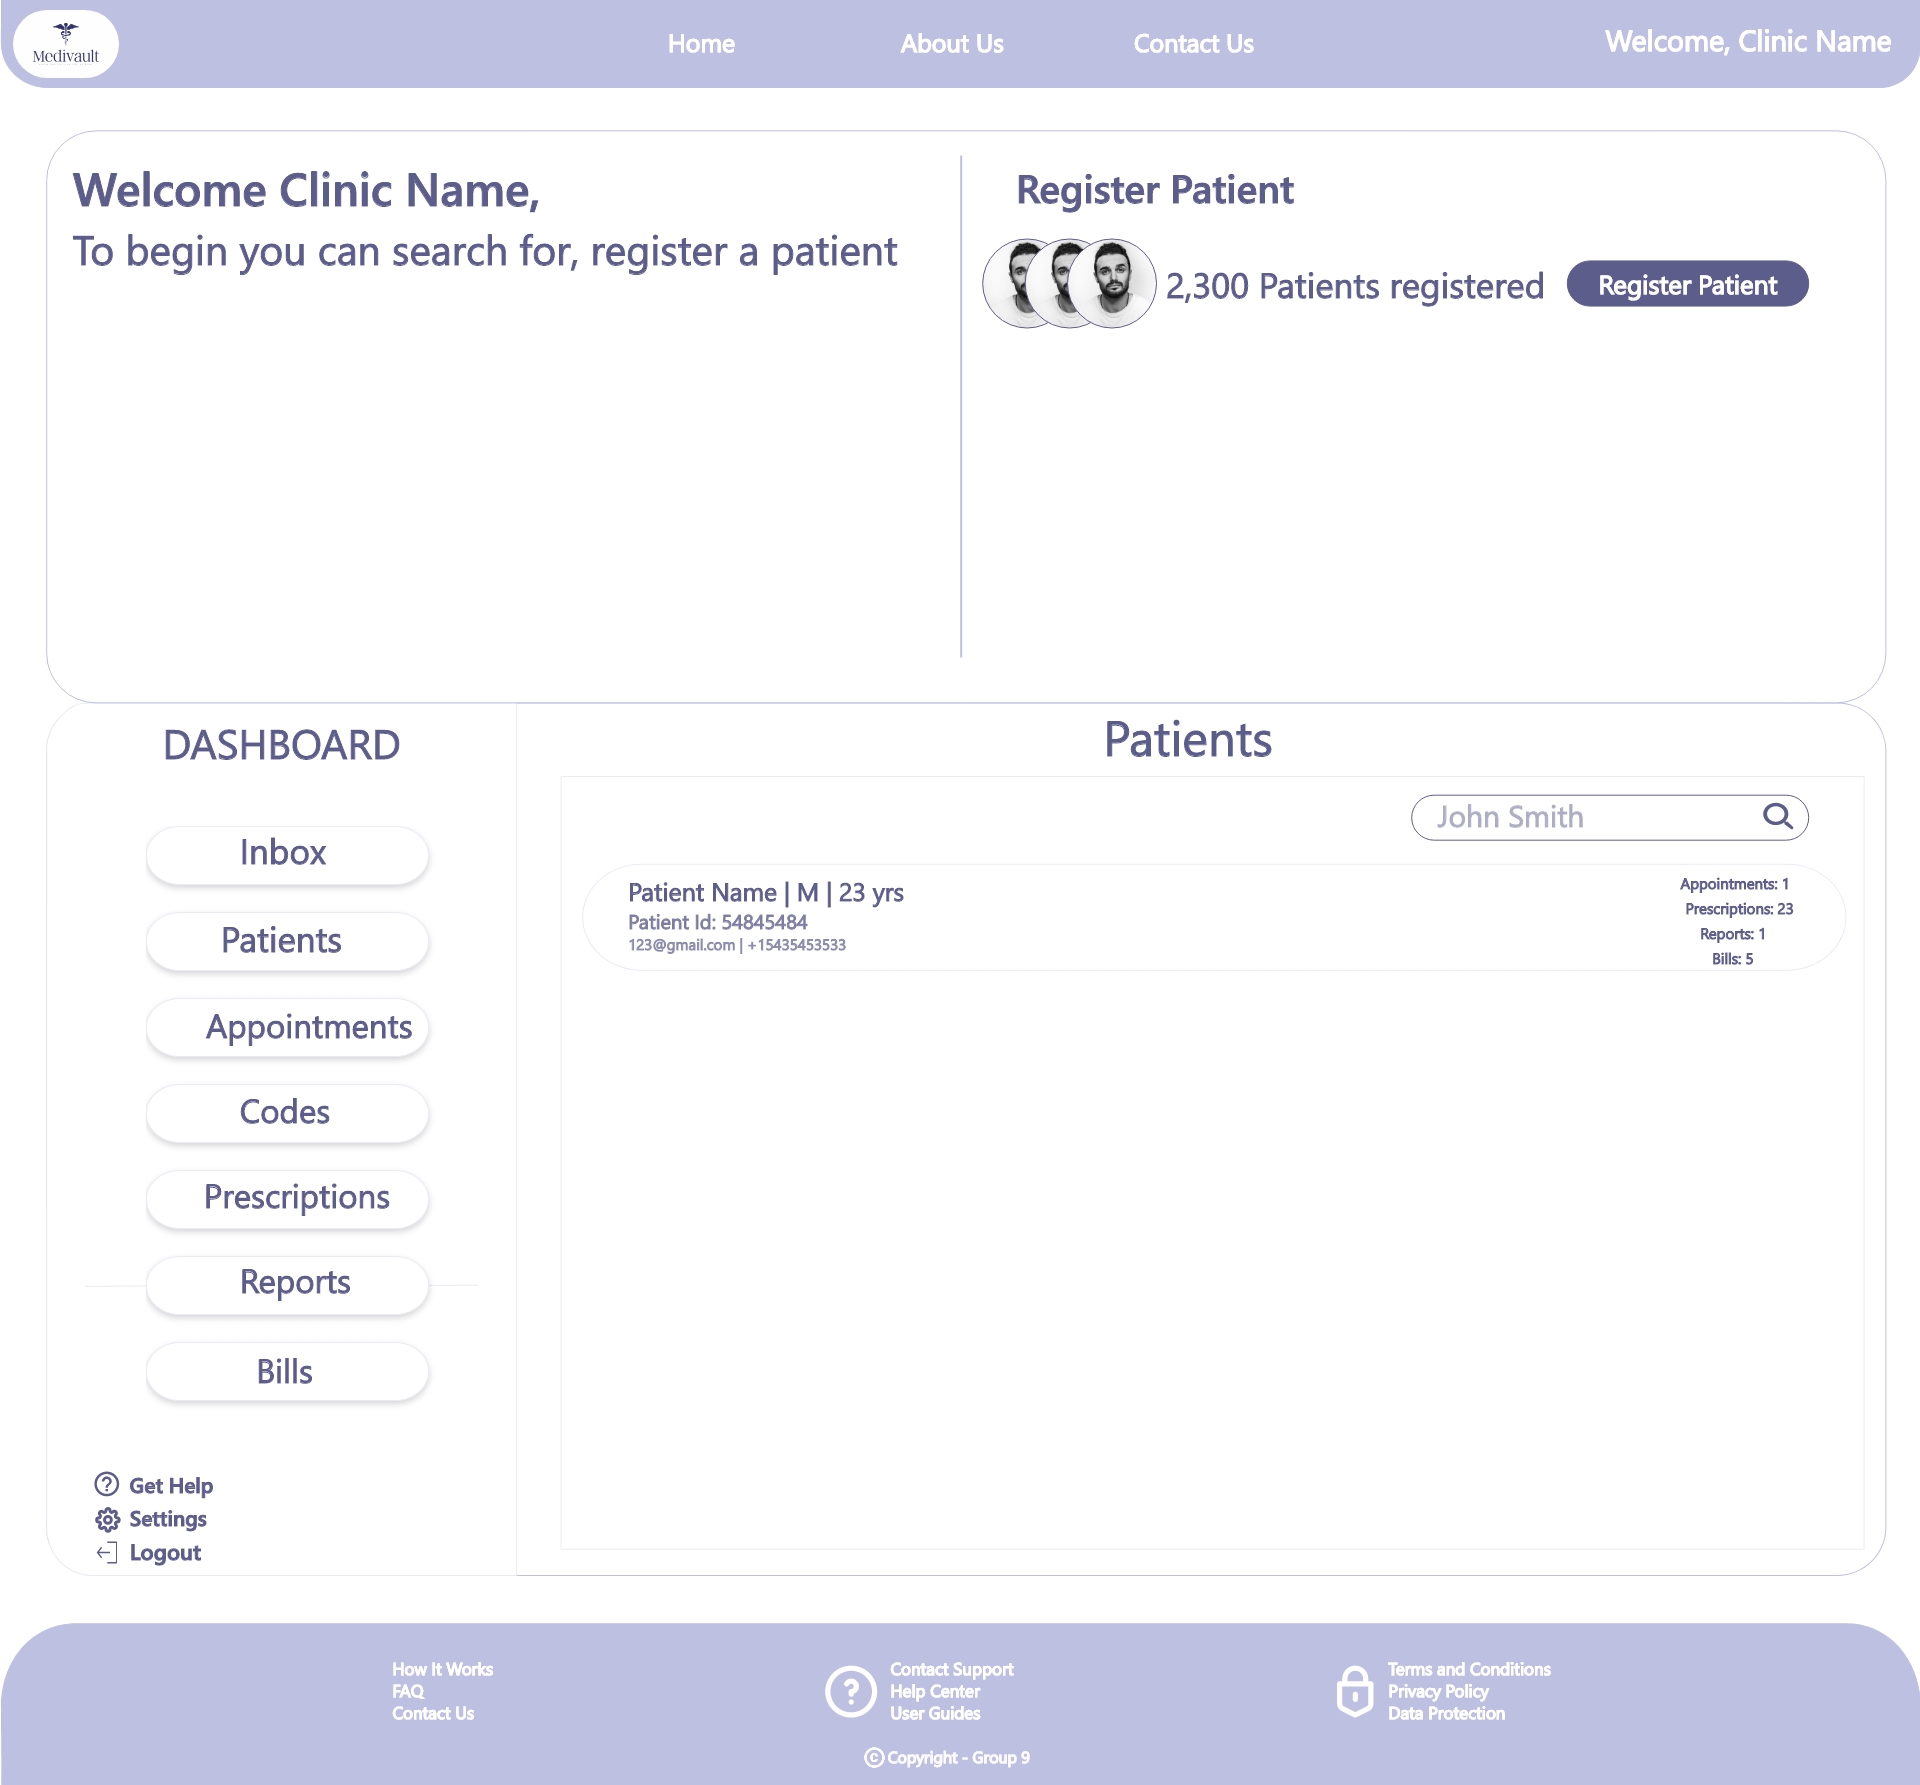 Medivault
Home
About Us
Contact Us
Welcome, Clinic Name
Welcome Clinic Name,
To begin you can search for, register a patient
Register Patient
2,300 Patients registered
Register Patient
DASHBOARD
Inbox
Patients
Appointments
Codes
Prescriptions
Reports
Bills
Get Help
Settings
Logout
Patients
John Smith
Patient Name | M | 23 yrs
Patient Id: 54845484
123@gmail.com | +15435453533
Appointments: 1
Prescriptions: 23
Reports: 1
Bills: 5
How It Works
FAQ
Contact Us
Contact Support
Help Center
User Guides
Terms and Conditions
Privacy Policy
Data Protection
© Copyright - Group 9